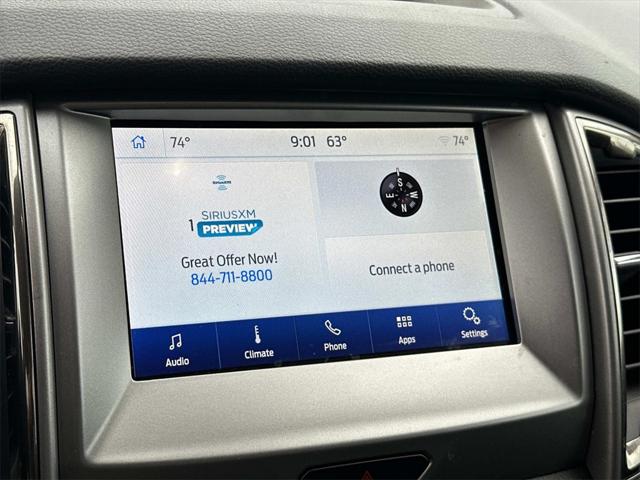 74° 9:01 63° 74°
SIRIUSXM
1 SIRIUSXM
PREVIEW
Great Offer Now!
844-711-8800
S
E W
N
Connect a phone
Audio Climate Phone Apps Settings